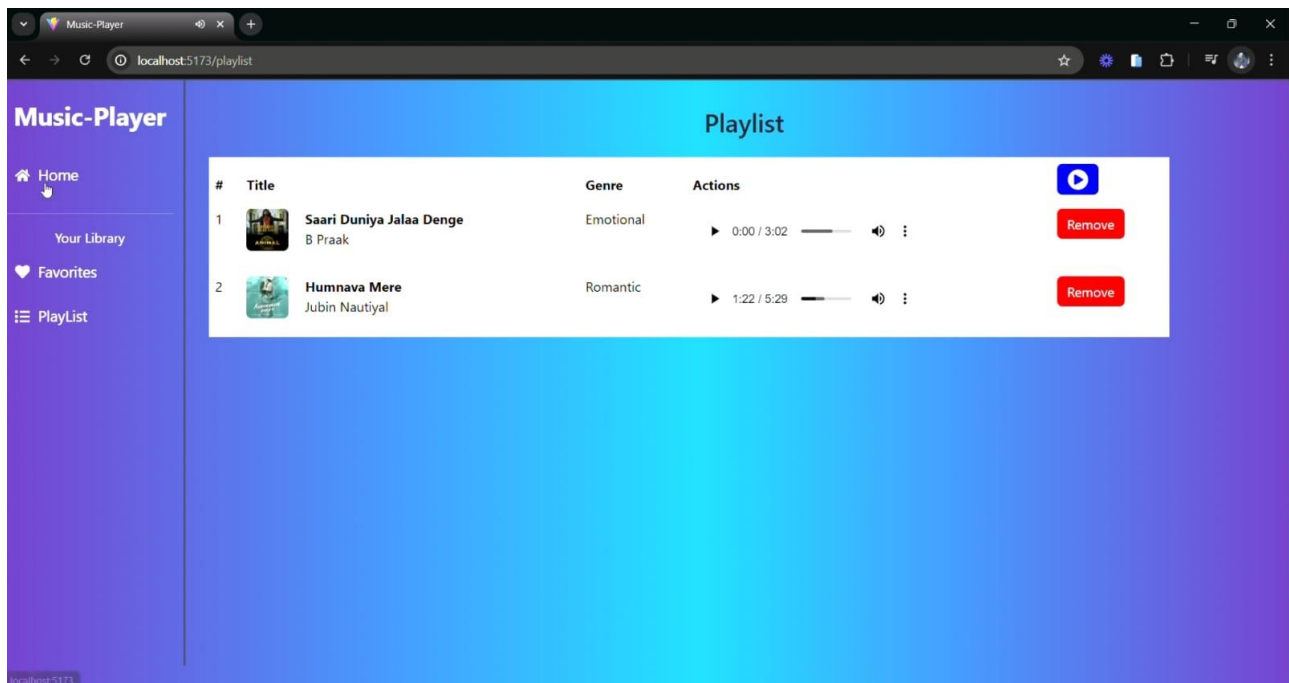 Music-Player
localhost:5173/playlist
Music-Player
Home
Your Library
Favorites
PlayList
Playlist
# Title Genre Actions
1 Saari Duniya Jalaa Denge Emotional 0:00 / 3:02 Remove
B Praak
2 Humnava Mere Romantic 1:22 / 5:29 Remove
Jubin Nautiyal
ANIMAL
localhost:5173